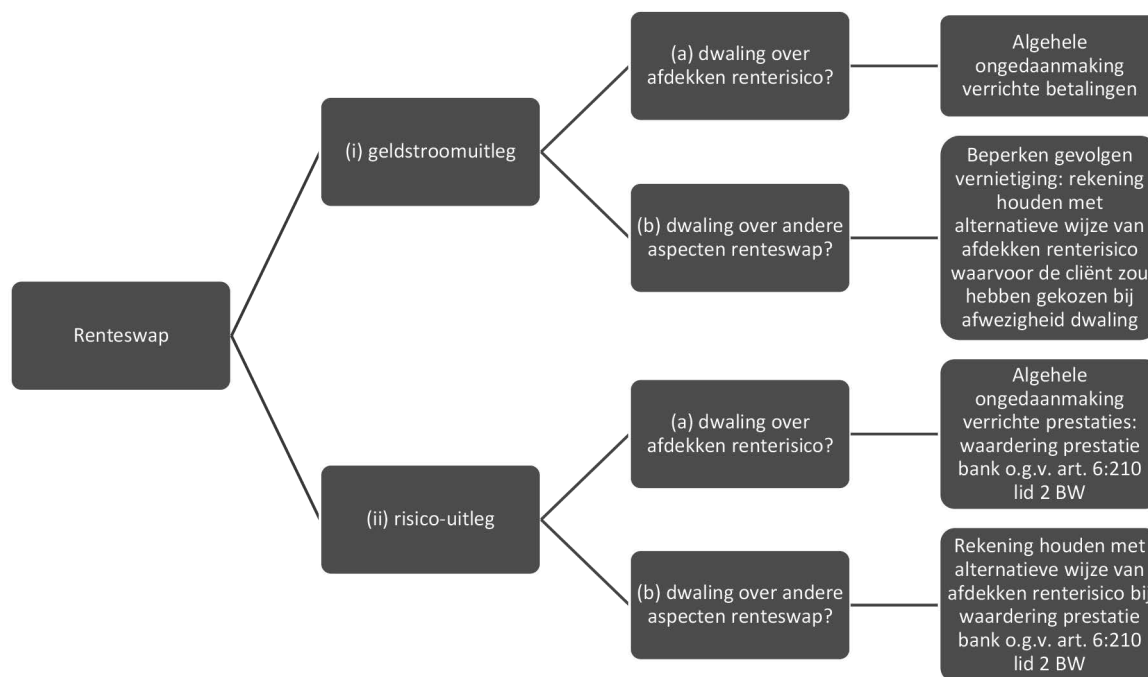 Renteswap
(i) geldstroomuitleg
(a) dwaling over
afdekken renterisico?
Algehele
ongedaanmaking
verrichte betalingen
(b) dwaling over andere
aspecten renteswap?
Beperken gevolgen
vernietiging: rekening
houden met
alternatieve wijze van
afdekken renterisico
waarvoor de cliënt zou
hebben gekozen bij
afwezigheid dwaling
(ii) risico-uitleg
(a) dwaling over
afdekken renterisico?
Algehele
ongedaanmaking
verrichte prestaties:
waardering prestatie
bank o.g.v. art. 6:210
lid 2 BW
(b) dwaling over andere
aspecten renteswap?
Rekening houden met
alternatieve wijze van
afdekken renterisico bij
waardering prestatie
bank o.g.v. art. 6:210
lid 2 BW